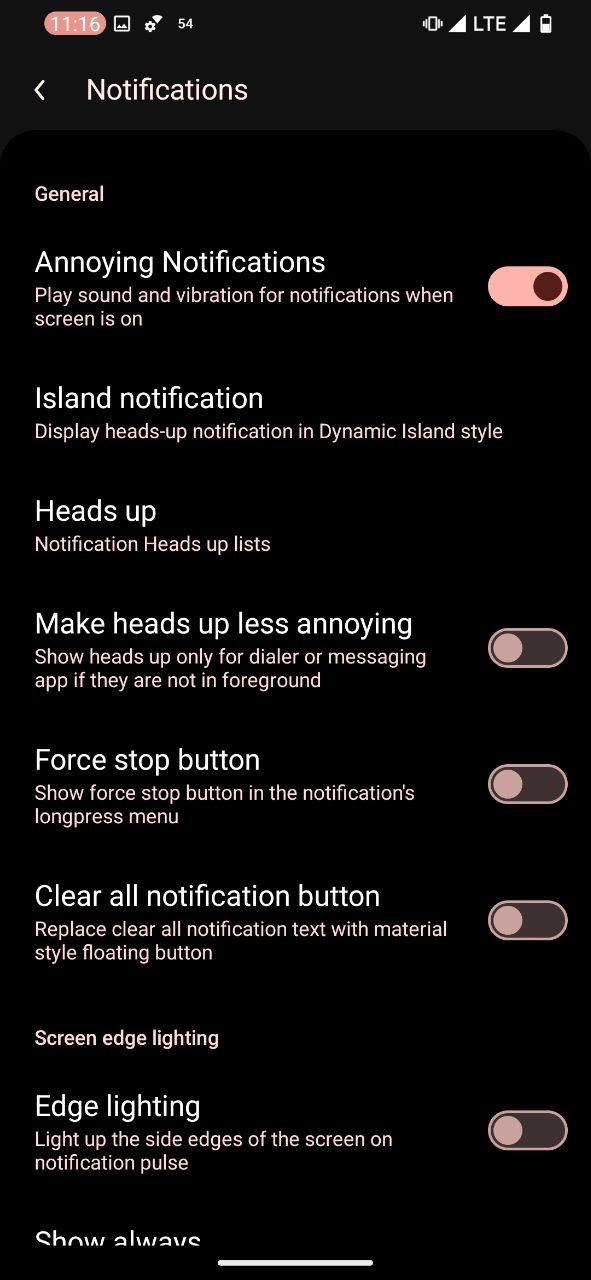 11:16 54 LTE
Notifications
General
Annoying Notifications
Play sound and vibration for notifications when
screen is on
Island notification
Display heads-up notification in Dynamic Island style
Heads up
Notification Heads up lists
Make heads up less annoying
Show heads up only for dialer or messaging
app if they are not in foreground
Force stop button
Show force stop button in the notification's
longpress menu
Clear all notification button
Replace clear all notification text with material
style floating button
Screen edge lighting
Edge lighting
Light up the side edges of the screen on
notification pulse
Show always